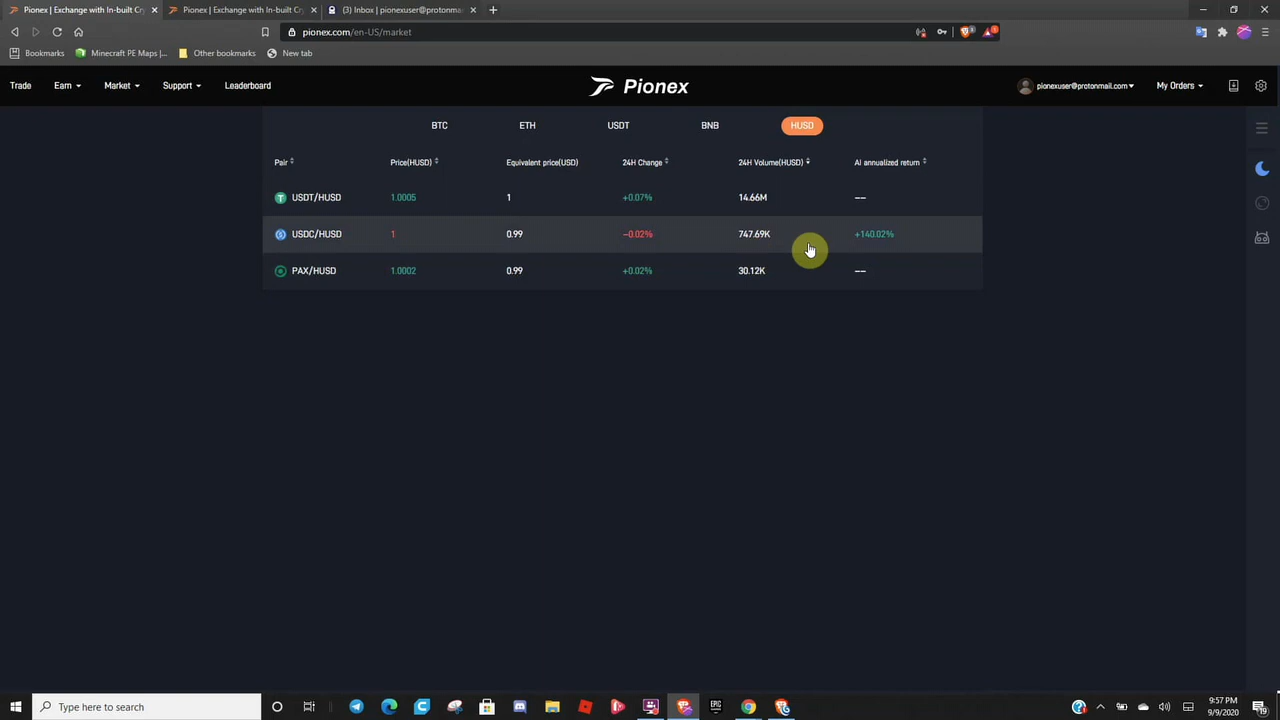 Pionex | Exchange with In-built Cry
Pionex | Exchange with In-built Cry
(3) Inbox | pionexuser@protonmai
pionex.com/en-US/market
Bookmarks
Minecraft PE Maps |...
Other bookmarks
New tab
Trade
Earn
Market
Support
Leaderboard
Pionex
pionexuser@protonmail.com
My Orders
BTC
ETH
USDT
BNB
HUSD
Pair
Price(HUSD)
Equivalent price(USD)
24H Change
24H Volume(HUSD)
AI annualized return
USDT/HUSD
1.0005
1
+0.07%
14.66M
--
USDC/HUSD
1
0.99
-0.02%
747.69K
+140.02%
PAX/HUSD
1.0002
0.99
+0.02%
30.12K
--
Type here to search
EPIC
9:57 PM
9/9/2020